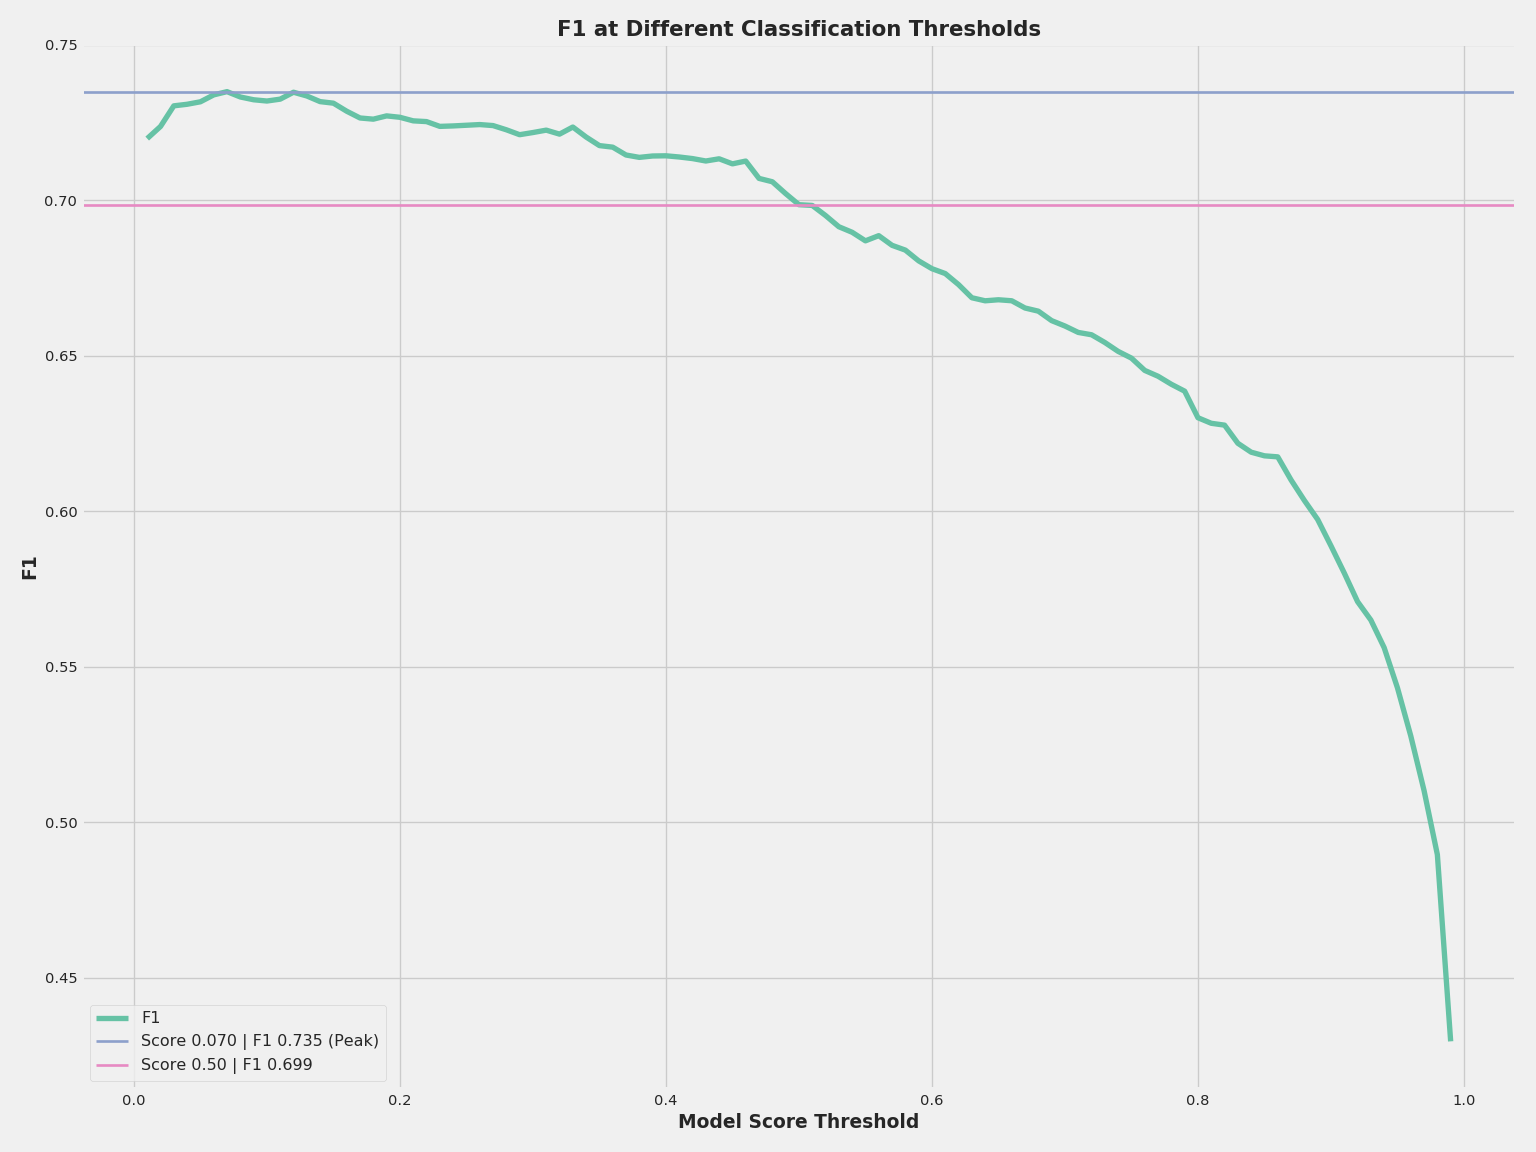 F1 at Different Classification Thresholds
0.75
0.70
0.65
0.60
0.55
0.50
0.45
F1
F1
Score 0.070 | F1 0.735 (Peak)
Score 0.50 | F1 0.699
0.0 0.2 0.4 0.6 0.8 1.0
Model Score Threshold